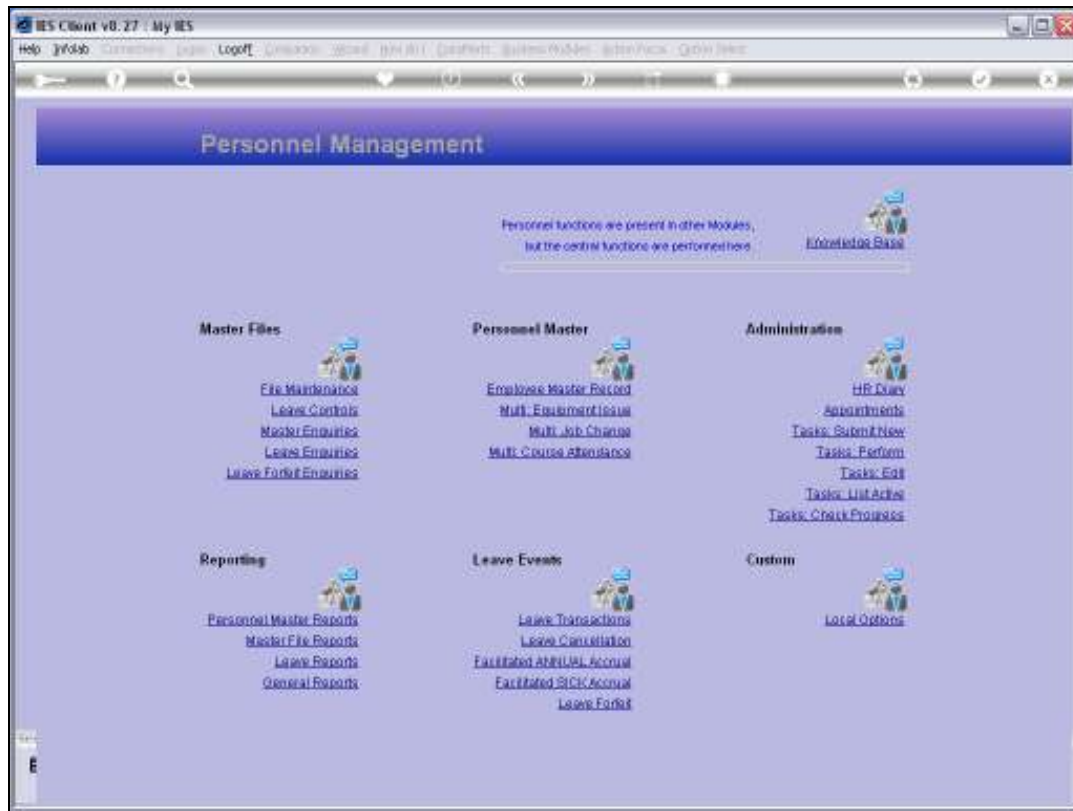 IES Client v8.27 : My IES
Help Infolab Logoff
Personnel Management
Personnel functions are present in other Modules,
but the central functions are performed here
Knowledge Base
Master Files
File Maintenance
Leave Controls
Master Enquiries
Leave Enquiries
Leave Forfeit Enquiries
Personnel Master
Employee Master Record
Multi: Equipment Issue
Multi: Job Change
Multi: Course Attendance
Administration
HR Diary
Appointments
Tasks: Submit New
Tasks: Perform
Tasks: Edit
Tasks: List Active
Tasks: Check Progress
Reporting
Personnel Master Reports
Master File Reports
Leave Reports
General Reports
Leave Events
Leave Transactions
Leave Cancellation
Facilitated ANNUAL Accrual
Facilitated SICK Accrual
Leave Forfeit
Custom
Local Options